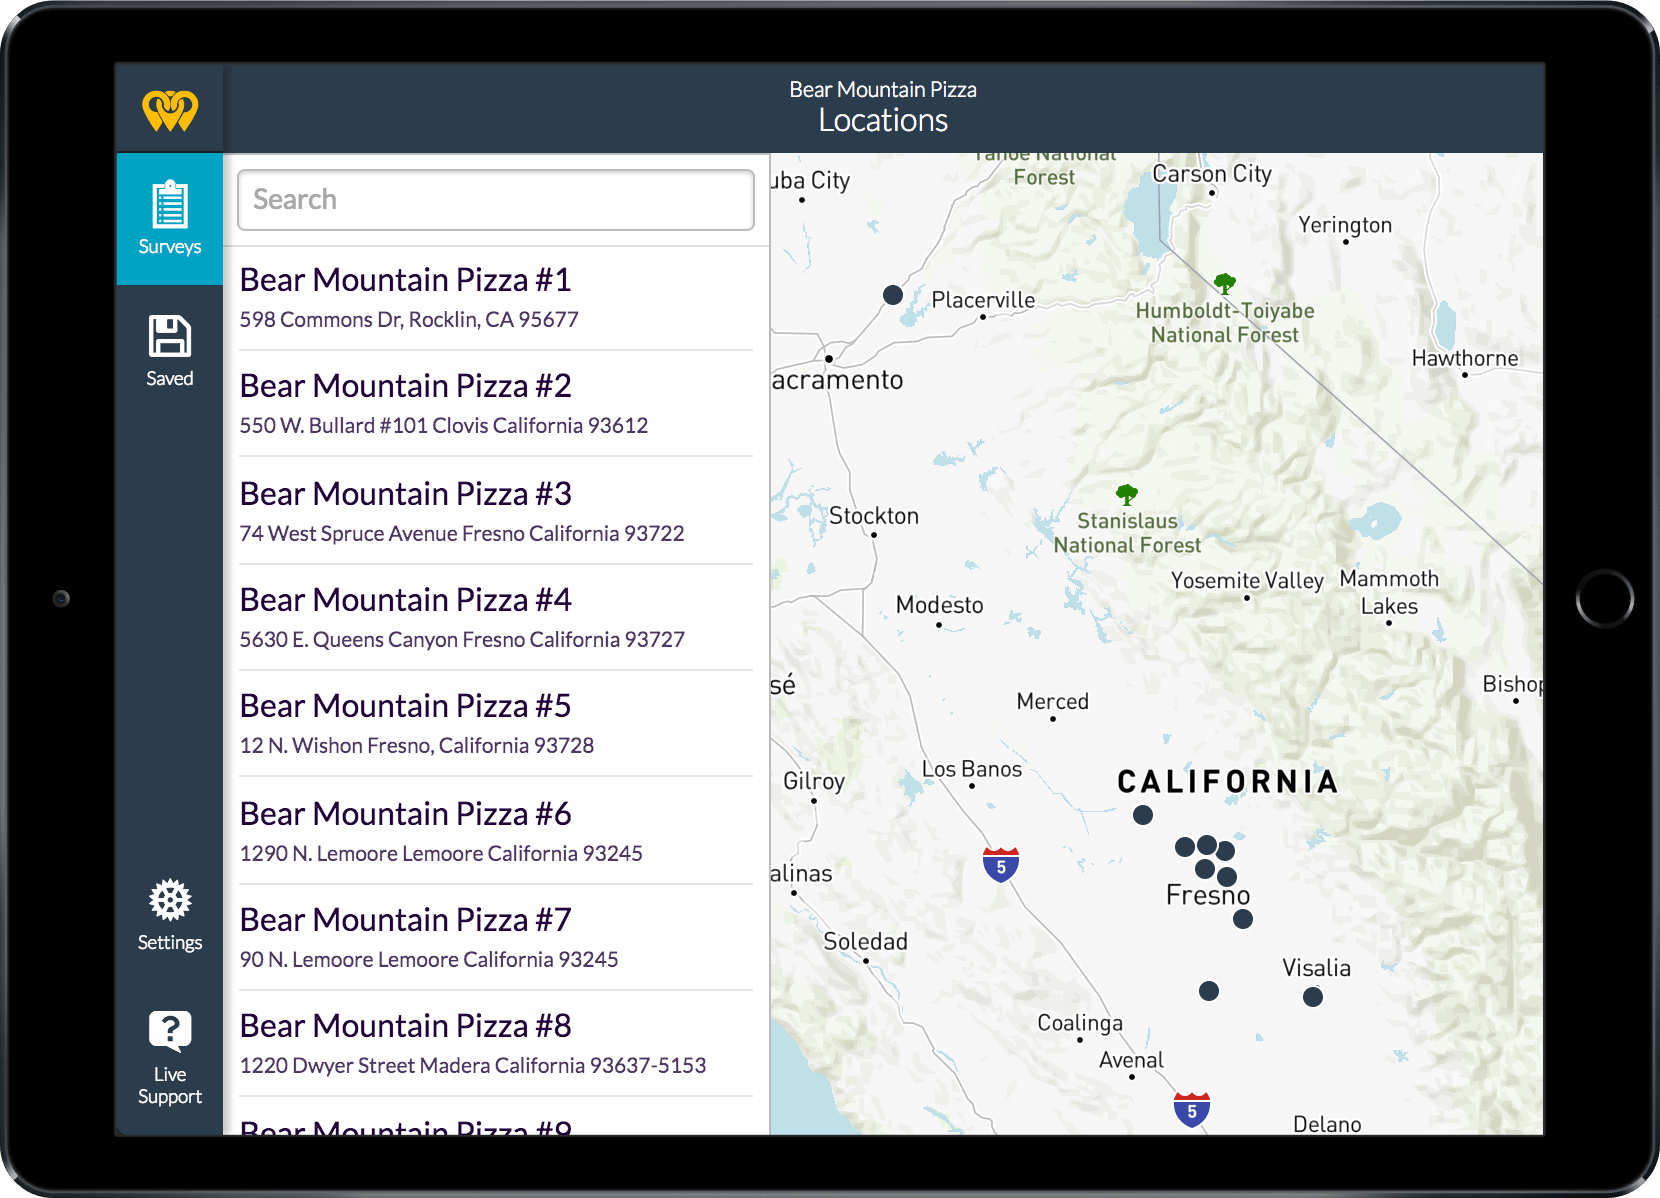 Bear Mountain Pizza
Locations
Surveys
Saved
Settings
Live
Support
Search
Bear Mountain Pizza #1
598 Commons Dr, Rocklin, CA 95677
Bear Mountain Pizza #2
550 W. Bullard #101 Clovis California 93612
Bear Mountain Pizza #3
74 West Spruce Avenue Fresno California 93722
Bear Mountain Pizza #4
5630 E. Queens Canyon Fresno California 93727
Bear Mountain Pizza #5
12 N. Wishon Fresno, California 93728
Bear Mountain Pizza #6
1290 N. Lemoore Lemoore California 93245
Bear Mountain Pizza #7
90 N. Lemoore Lemoore California 93245
Bear Mountain Pizza #8
1220 Dwyer Street Madera California 93637-5153
Bear Mountain Pizza #9
Tahoe National
Forest
uba City
Carson City
Yerington
Placerville
Humboldt-Toiyabe
National Forest
Hawthorne
acramento
Stockton
Stanislaus
National Forest
Yosemite Valley
Mammoth
Lakes
Modesto
sé
Merced
Bishop
Los Banos
Gilroy
CALIFORNIA
5
alinas
Fresno
Soledad
Visalia
Coalinga
Avenal
5
Delano